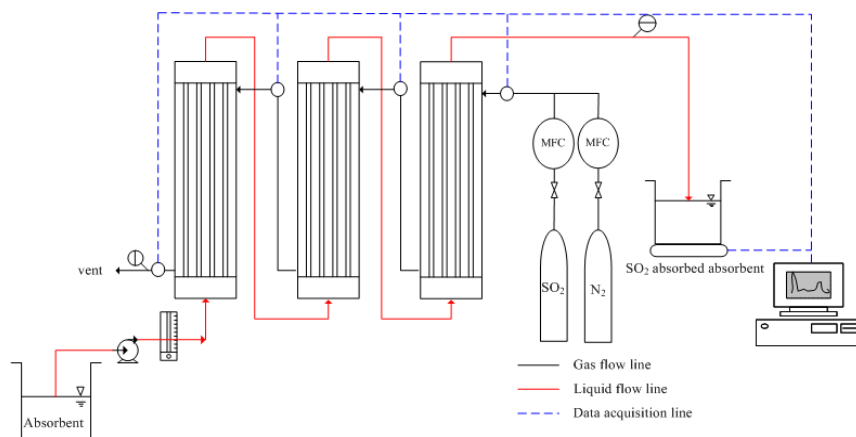 MFC
MFC
vent
SO₂
N₂
SO₂ absorbed absorbent
Absorbent
Gas flow line
Liquid flow line
Data acquisition line